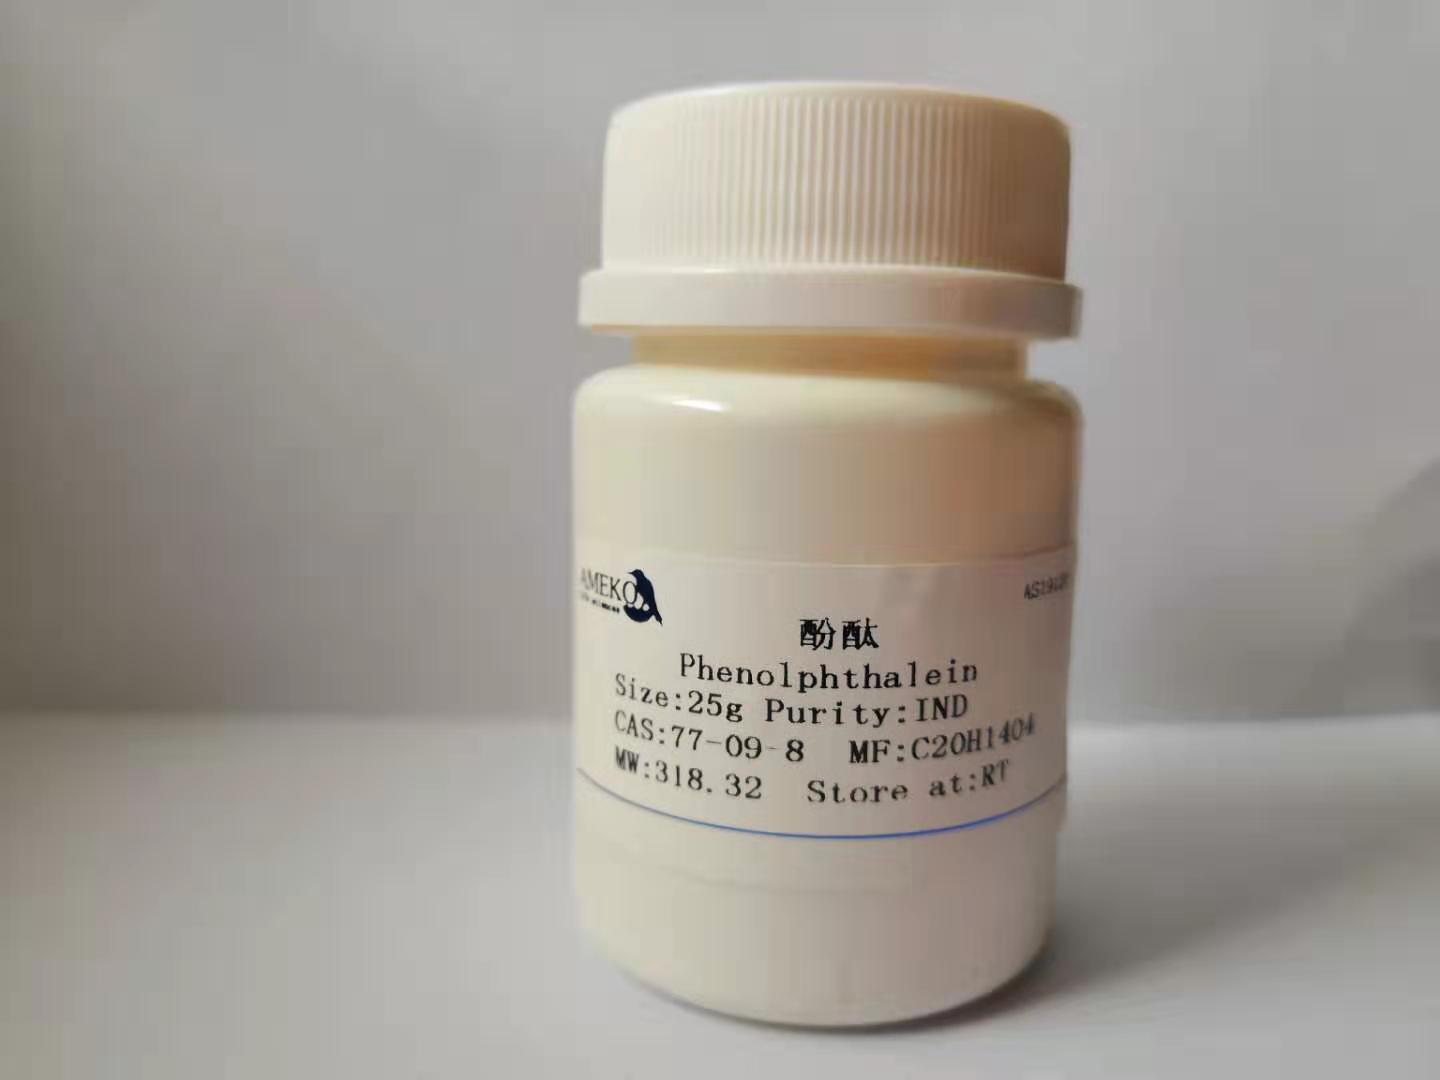 AMEKO
酚酞
Phenolphthalein
Size:25g Purity:IND
CAS:77-09-8 MF:C20H14O4
MW:318.32 Store at:RT